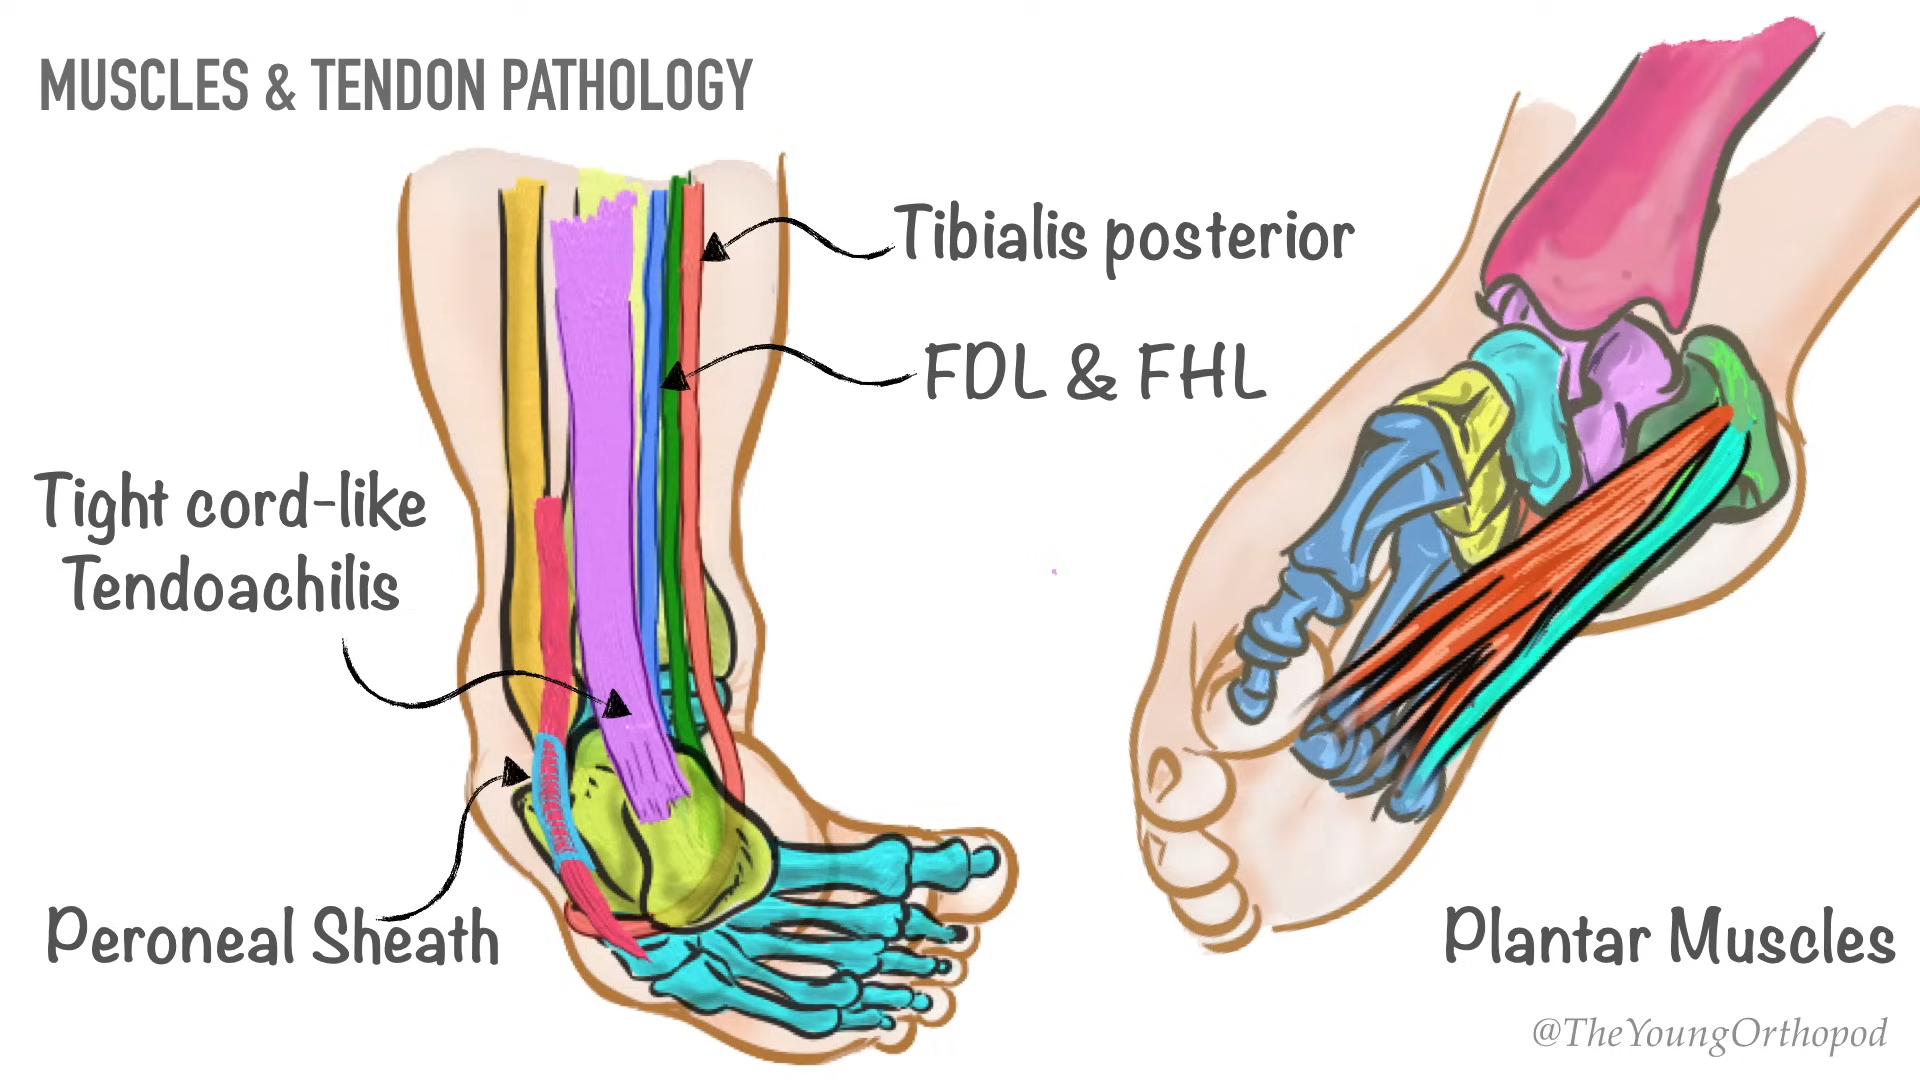 MUSCLES & TENDON PATHOLOGY
Tibialis posterior
FDL & FHL
Tight cord-like
Tendoachilis
Peroneal Sheath
Plantar Muscles
@TheYoungOrthopod